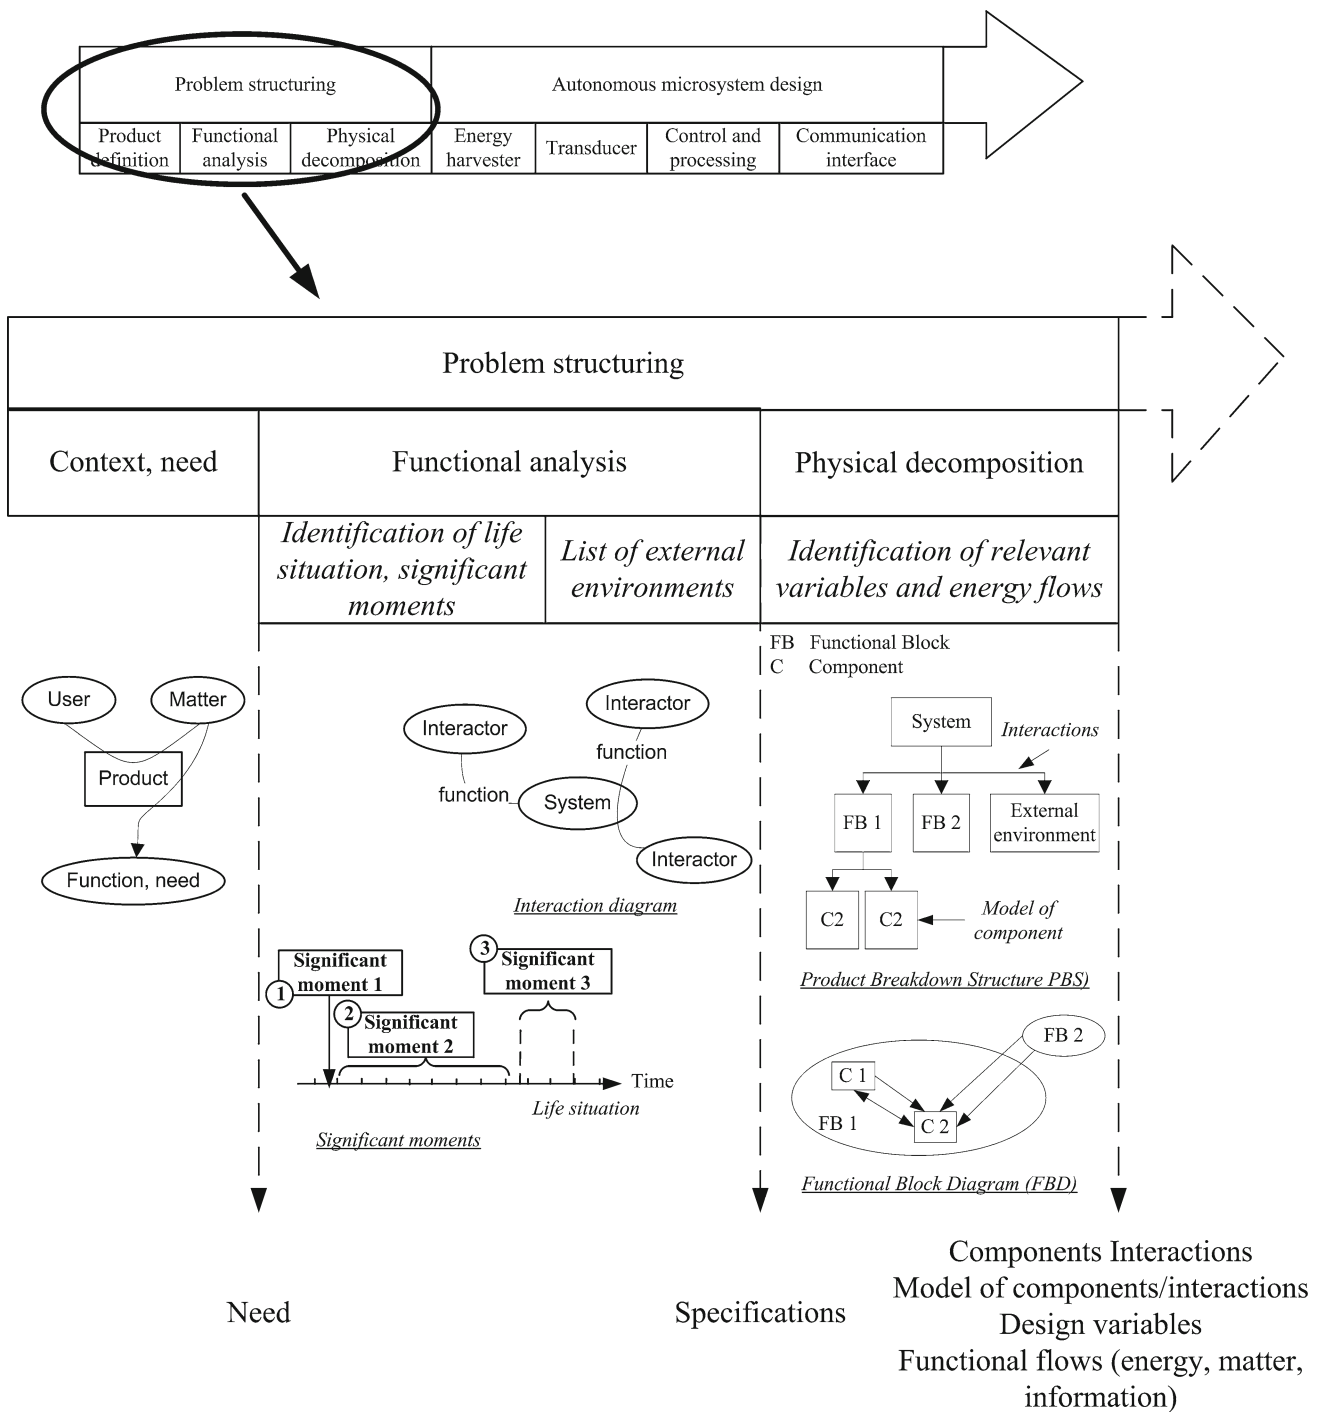 Problem structuring
Autonomous microsystem design
Product
definition
Functional
analysis
Physical
decomposition
Energy
harvester
Transducer
Control and
processing
Communication
interface
Problem structuring
Context, need
Functional analysis
Physical decomposition
Identification of life
situation, significant
moments
List of external
environments
Identification of relevant
variables and energy flows
FB Functional Block
C Component
User
Matter
Product
Function, need
Interactor
Interactor
function
function
System
Interactor
Interaction diagram
1
Significant
moment 1
2
Significant
moment 2
3
Significant
moment 3
Time
Life situation
Significant moments
System
Interactions
FB 1
FB 2
External
environment
C2
C2
Model of
component
Product Breakdown Structure PBS)
FB 2
C 1
FB 1
C 2
Functional Block Diagram (FBD)
Need
Specifications
Components Interactions
Model of components/interactions
Design variables
Functional flows (energy, matter,
information)